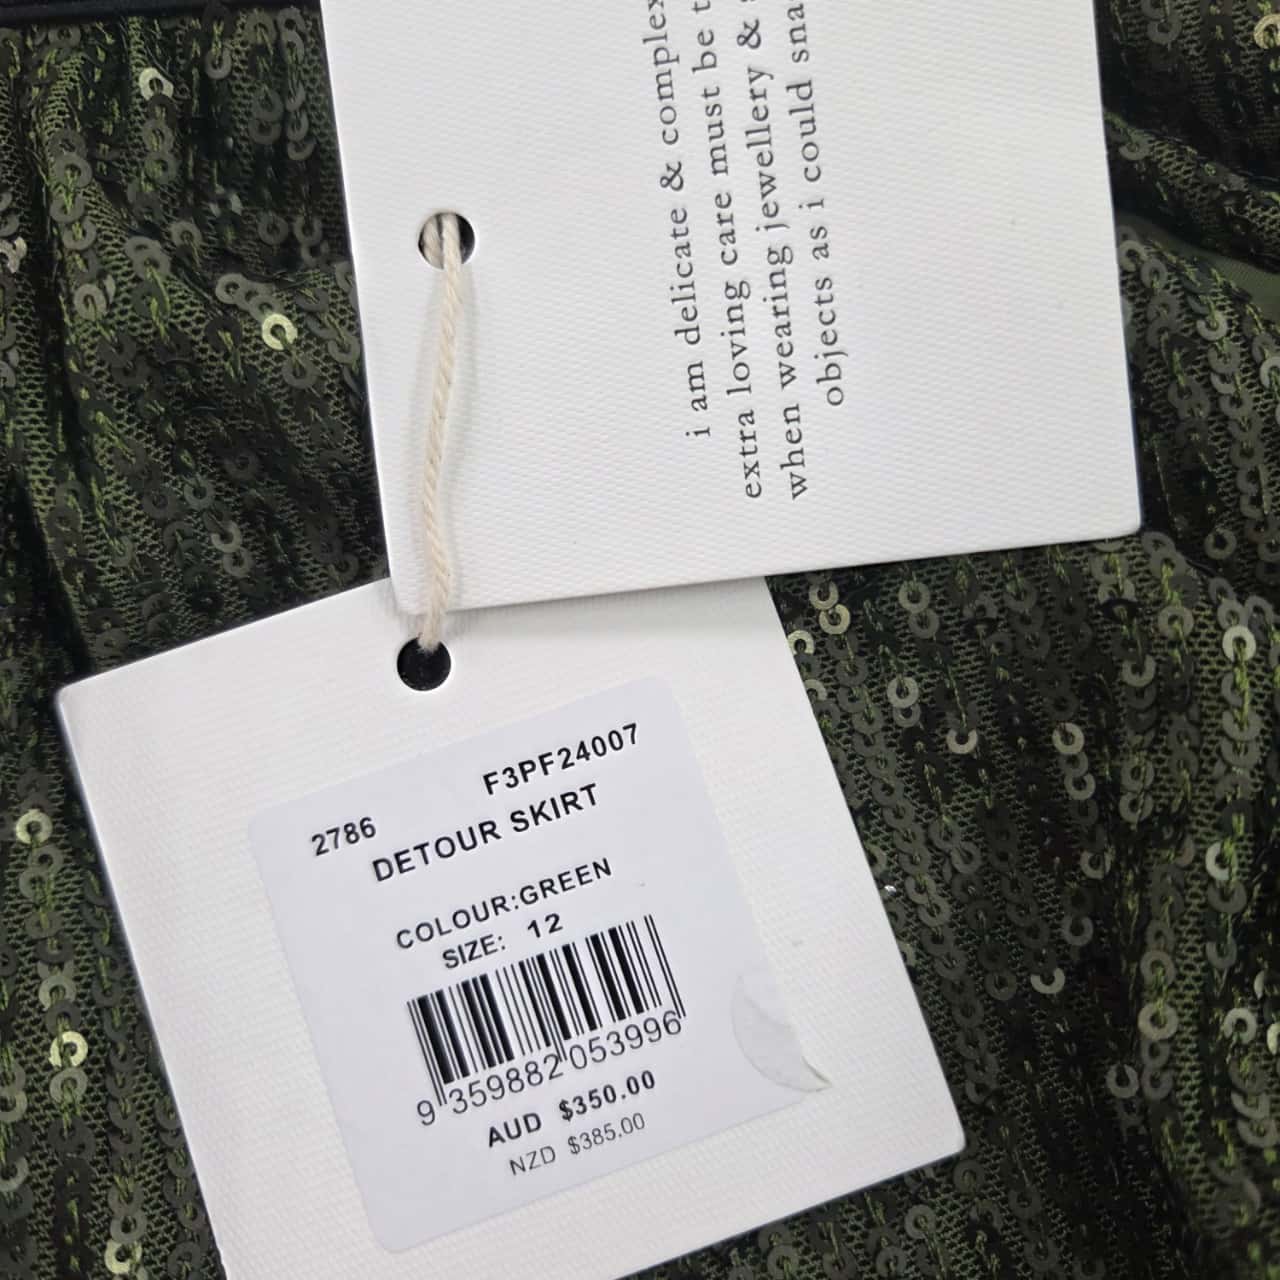 i am delicate & complex
extra loving care must be
when wearing jewellery &
objects as i could
F3PF24007
2786
DETOUR SKIRT
COLOUR:GREEN
SIZE: 12
9 359882 053996
AUD $350.00
NZD $385.00